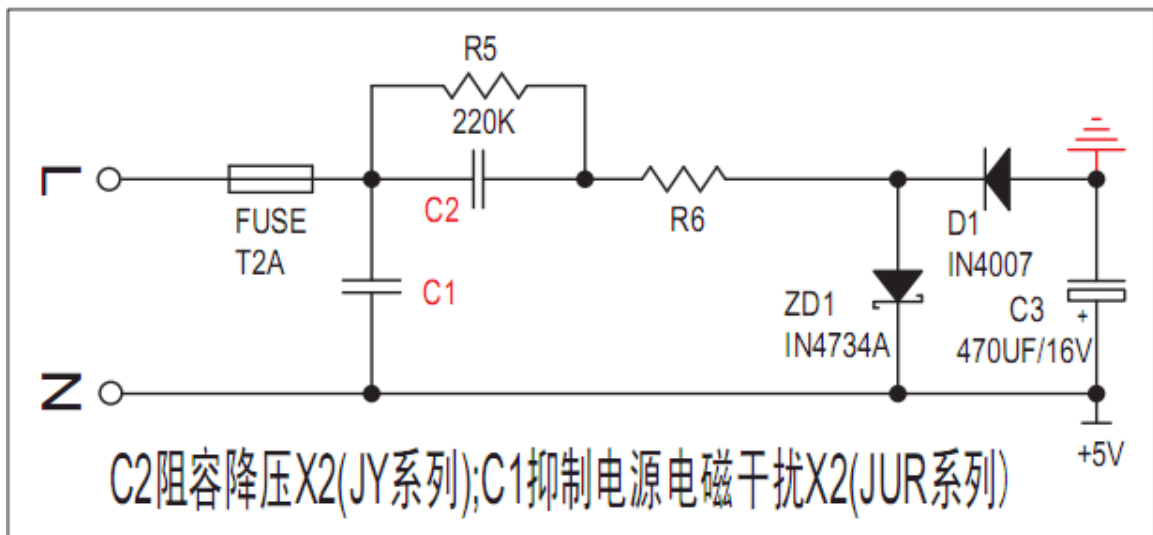 R5
220K
L
FUSE
T2A
C2
R6
C1
D1
IN4007
ZD1
IN4734A
C3
+
470UF/16V
N
+5V
C2阻容降压X2(JY系列);C1抑制电源电磁干扰X2(JUR系列)